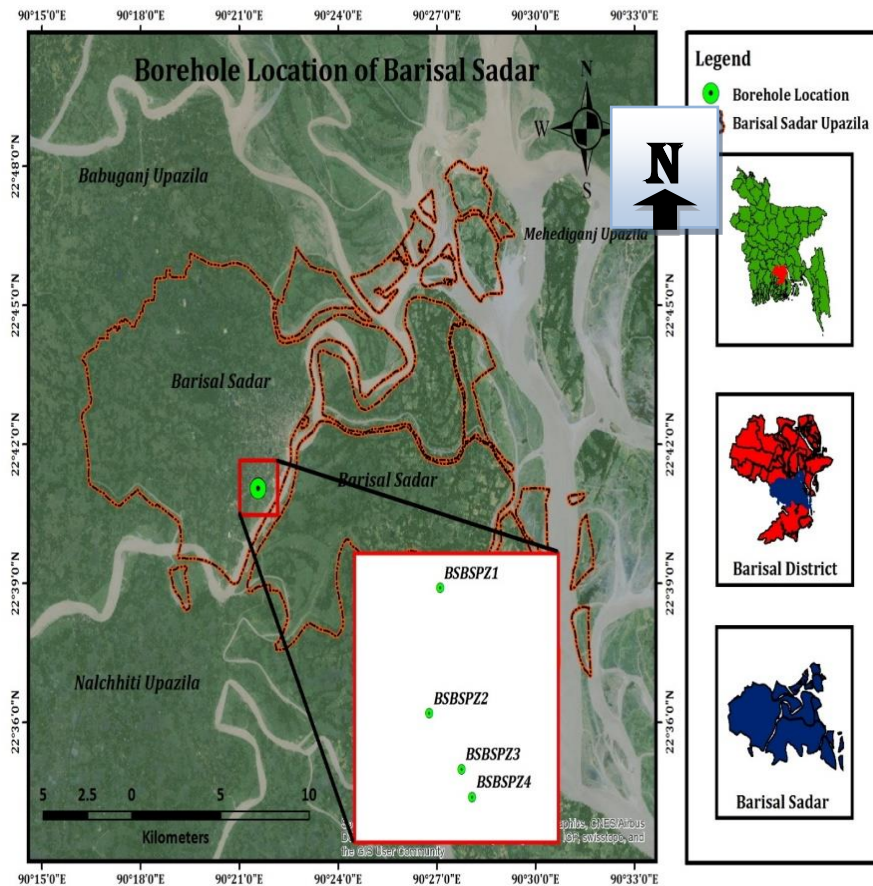 90°15'0"E 90°18'0"E 90°21'0"E 90°24'0"E 90°27'0"E 90°30'0"E 90°33'0"E
Borehole Location of Barisal Sadar
N
W
S
N
Legend
Borehole Location
Barisal Sadar Upazila
Babuganj Upazila
Mehediganj Upazila
22°48'0"N
22°48'0"N
22°45'0"N
22°45'0"N
Barisal Sadar
22°42'0"N
22°42'0"N
Barisal Sadar
Barisal District
22°39'0"N
22°39'0"N
BSBSPZ1
Nalchhiti Upazila
BSBSPZ2
22°36'0"N
22°36'0"N
BSBSPZ3
BSBSPZ4
Barisal Sadar
5 2.5 0 5 10
Kilometers
CNES/Airbus
swisstopo, and
the GIS User Community
90°15'0"E 90°18'0"E 90°21'0"E 90°24'0"E 90°27'0"E 90°30'0"E 90°33'0"E